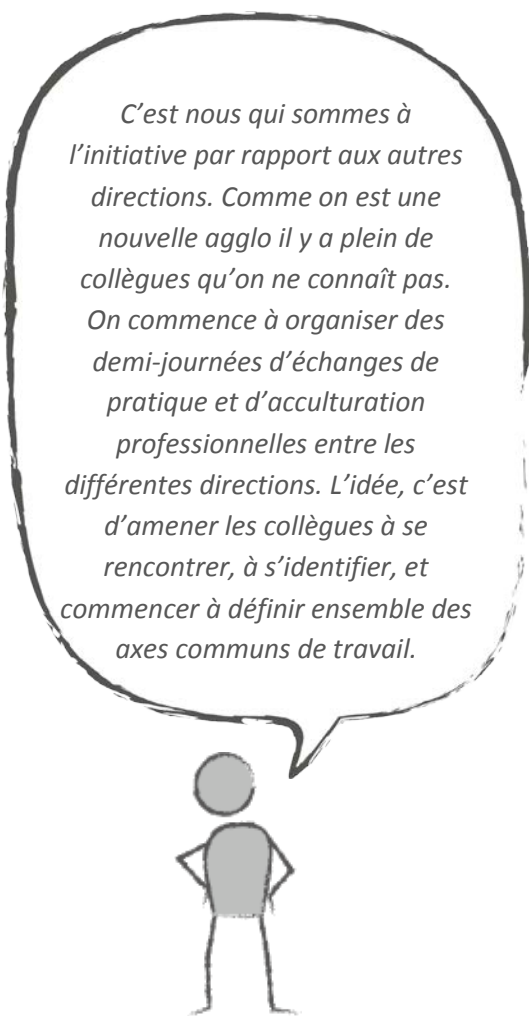 C’est nous qui sommes à
l’initiative par rapport aux autres
directions. Comme on est une
nouvelle agglo il y a plein de
collègues qu’on ne connaît pas.
On commence à organiser des
demi-journées d’échanges de
pratique et d’acculturation
professionnelles entre les
différentes directions. L’idée, c’est
d’amener les collègues à se
rencontrer, à s’identifier, et
commencer à définir ensemble des
axes communs de travail.